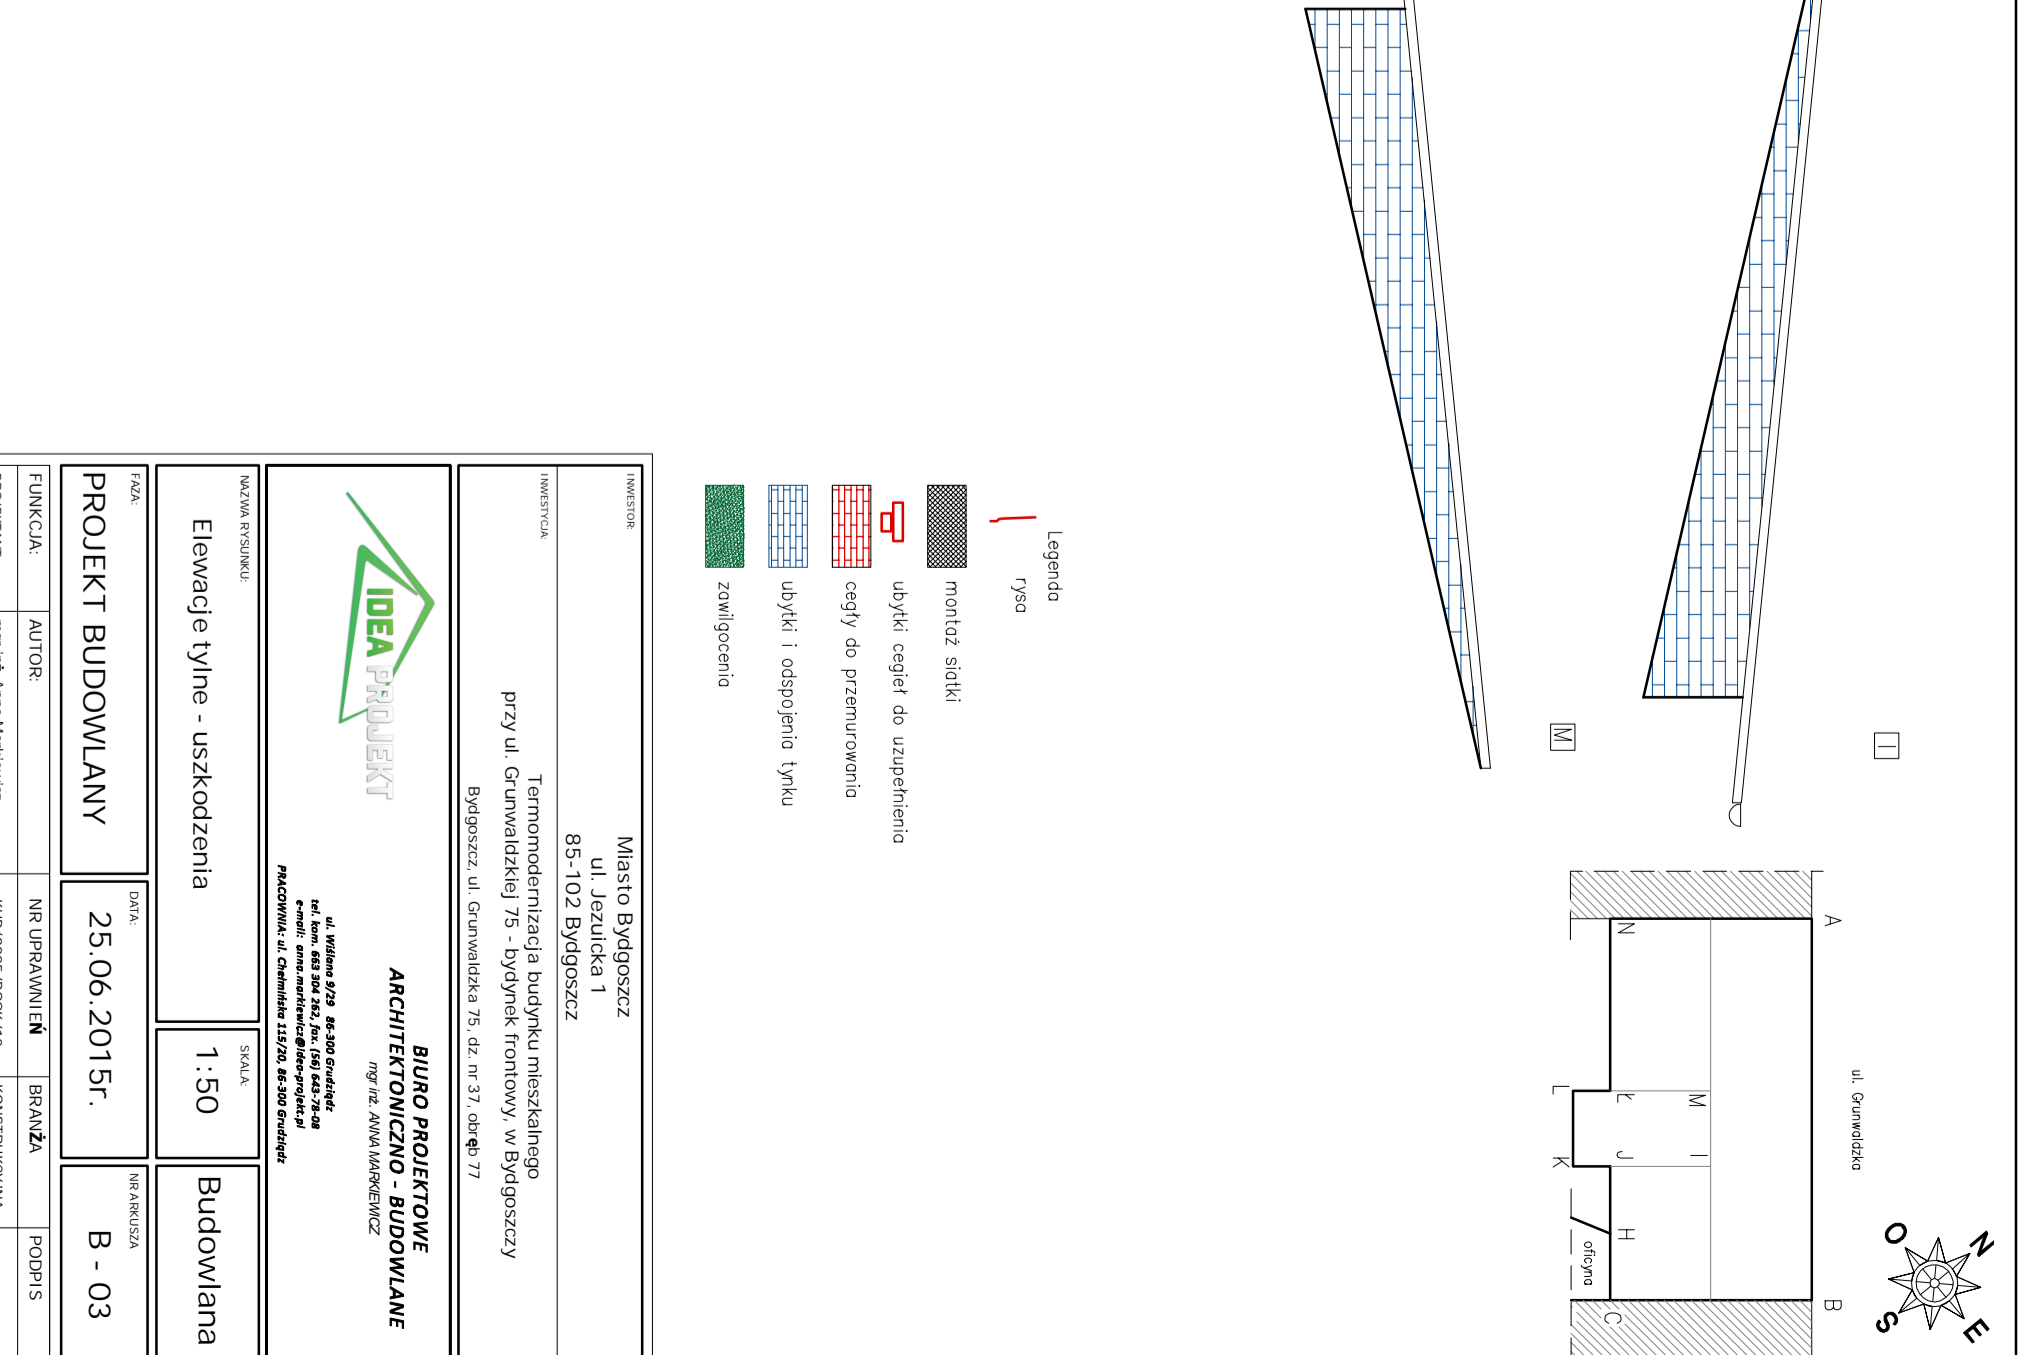 I
M
A
B
N
M
I
Ł
J
L
K
H
C
oficyna
ul. Grunwaldzka
N
E
S
O
Legenda
rysa
montaż siatki
ubytki cegieł do uzupełnienia
cegły do przemurowania
ubytki i odspojenia tynku
zawilgocenia
INWESTOR:
Miasto Bydgoszcz
ul. Jezuicka 1
85-102 Bydgoszcz
INWESTYCJA:
Termomodernizacja budynku mieszkalnego
przy ul. Grunwaldzkiej 75 - bydynek frontowy, w Bydgoszczy
Bydgoszcz, ul. Grunwaldzka 75, dz. nr 37, obręb 77
IDEA PROJEKT
BIURO PROJEKTOWE
ARCHITEKTONICZNO - BUDOWLANE
mgr inż. ANNA MARKIEWICZ
ul. Wiślana 9/29 86-300 Grudziądz
tel. kom. 663 304 262, fax. (56) 643-78-08
e-mail: anna.markiewicz@idea-projekt.pl
PRACOWNIA: ul. Chełmińska 115/20, 86-300 Grudziądz
NAZWA RYSUNKU:
Elewacje tylne - uszkodzenia
SKALA:
1:50
Budowlana
FAZA:
PROJEKT BUDOWLANY
DATA:
25.06.2015r.
NR ARKUSZA
B - 03
FUNKCJA:
AUTOR:
NR UPRAWNIEŃ
BRANŻA
PODPIS